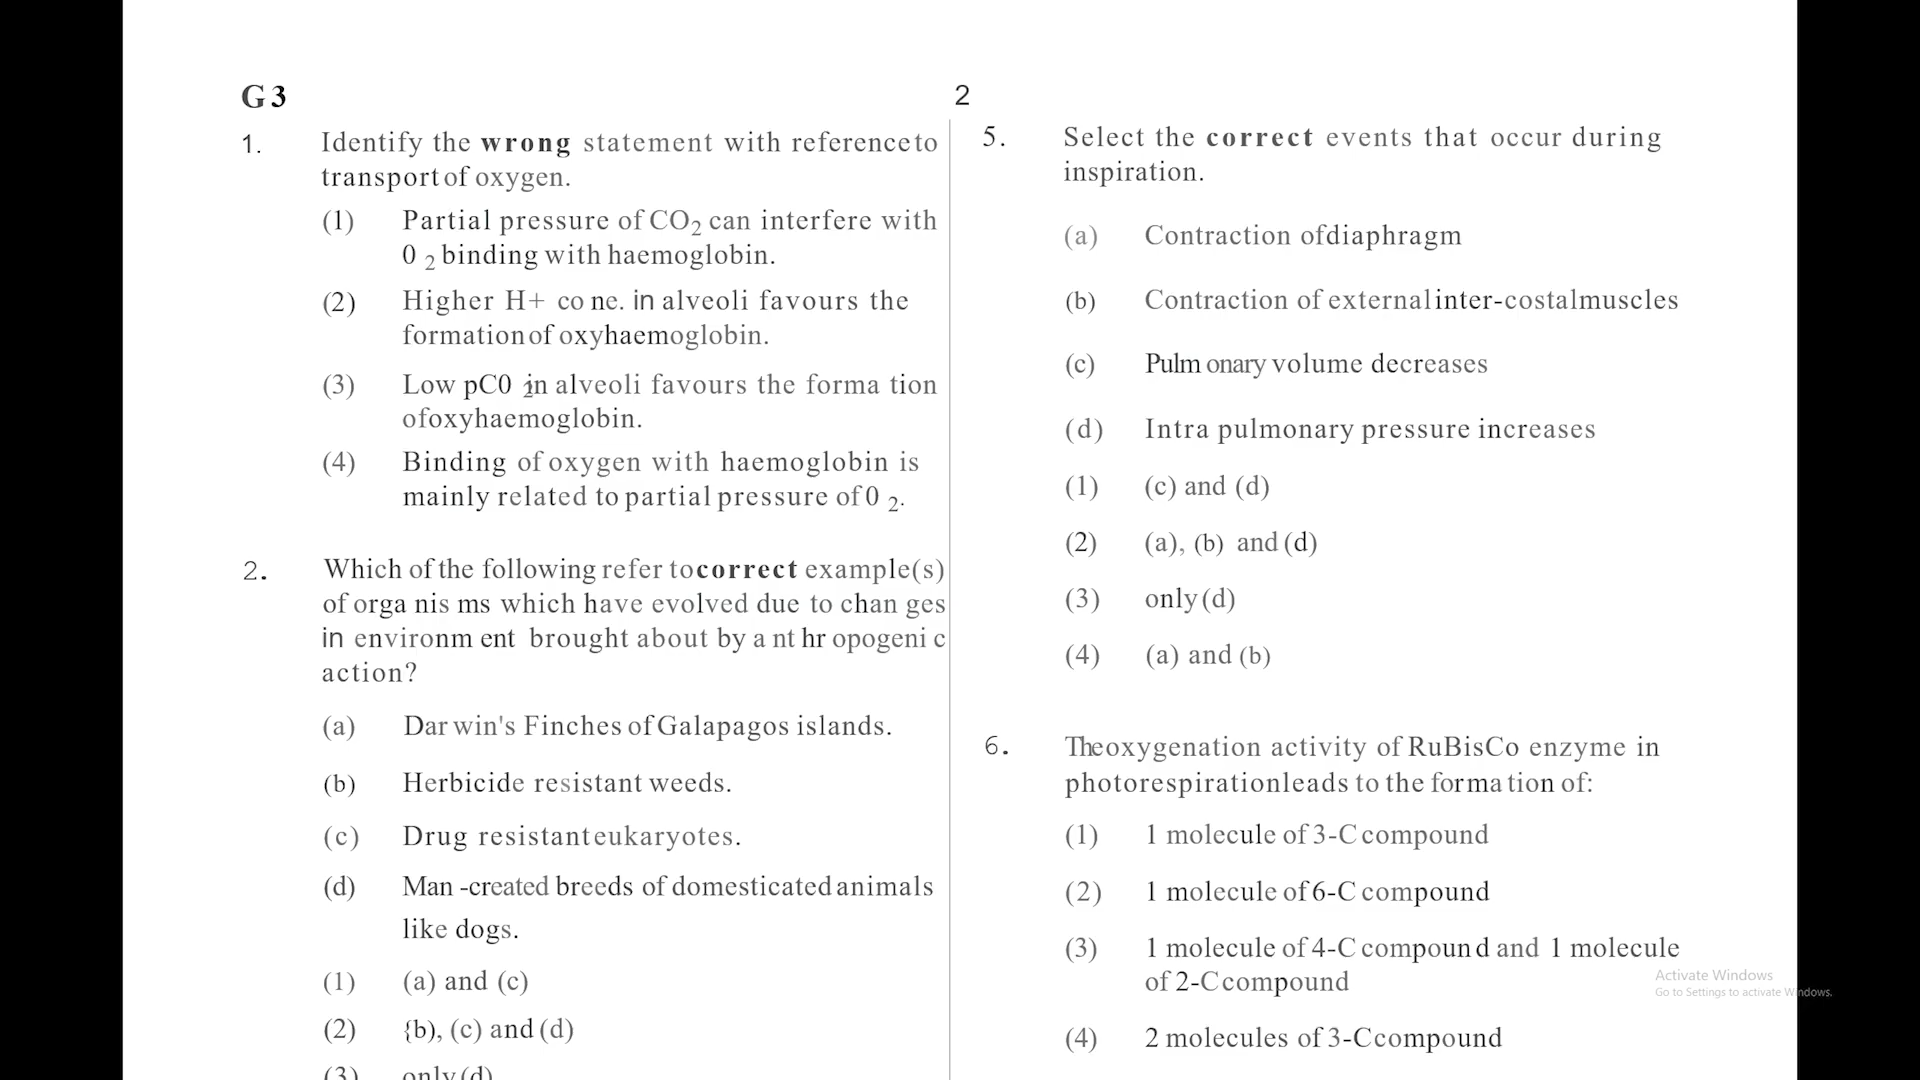 G3
2
1. Identify the wrong statement with reference to
transport of oxygen.
(1) Partial pressure of CO2 can interfere with
0 2 binding with haemoglobin.
(2) Higher H+ co ne. in alveoli favours the
formation of oxyhaemoglobin.
(3) Low pC0 2in alveoli favours the forma tion
ofoxyhaemoglobin.
(4) Binding of oxygen with haemoglobin is
mainly related to partial pressure of 0 2.
2. Which of the following refer to correct example(s)
of orga nis ms which have evolved due to chan ges
in environm ent brought about by a nt hr opogeni c
action?
(a) Dar win's Finches of Galapagos islands.
(b) Herbicide resistant weeds.
(c) Drug resistant eukaryotes.
(d) Man -created breeds of domesticated animals
like dogs.
(1) (a) and (c)
(2) {b), (c) and (d)
(3) only (d)
5. Select the correct events that occur during
inspiration.
(a) Contraction ofdiaphragm
(b) Contraction of external inter-costal muscles
(c) Pulm onary volume decreases
(d) Intra pulmonary pressure increases
(1) (c) and (d)
(2) (a), (b) and (d)
(3) only (d)
(4) (a) and (b)
6. The oxygenation activity of RuBisCo enzyme in
photorespiration leads to the forma tion of:
(1) 1 molecule of 3-C compound
(2) 1 molecule of 6-C compound
(3) 1 molecule of 4-C compoun d and 1 molecule
of 2-C compound
(4) 2 molecules of 3-C compound
Activate Windows
Go to Settings to activate Windows.